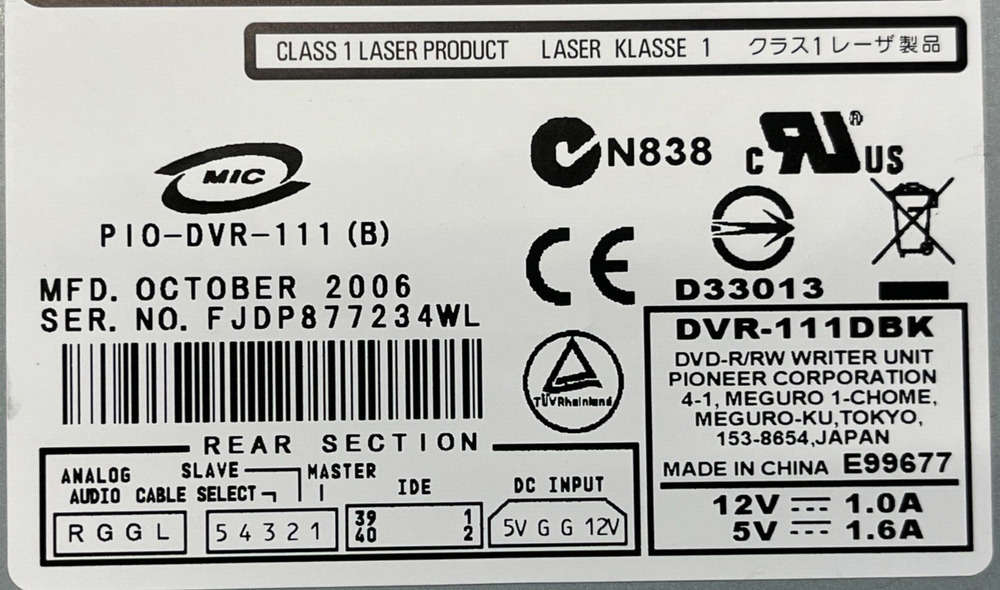 CLASS 1 LASER PRODUCT LASER KLASSE 1 クラス1レーザ製品
N838
C RU ® US
MIC
PIO-DVR-111 (B)
D33013
MFD. OCTOBER 2006
SER. NO. FJDP877234WL
CE
TÜVRheinland
DVR-111DBK
DVD-R/RW WRITER UNIT
PIONEER CORPORATION
4-1, MEGURO 1-CHOME,
MEGURO-KU,TOKYO,
153-8654,JAPAN
MADE IN CHINA E99677
12V 1.0A
5V 1.6A
REAR SECTION
ANALOG AUDIO
SLAVE MASTER
CABLE SELECT
IDE
DC INPUT
R G G L
5 4 3 2 1
39 1
40 2
5V G G 12V